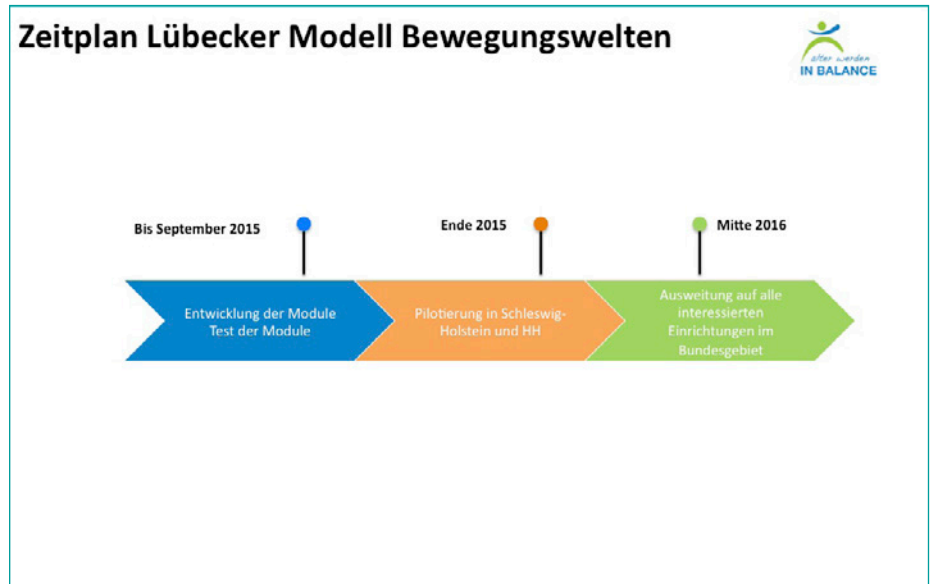 Zeitplan Lübecker Modell Bewegungswelten
älter werden
IN BALANCE
Bis September 2015
Ende 2015
Mitte 2016
Entwicklung der Module
Test der Module
Pilotierung in Schleswig-
Holstein und HH
Ausweitung auf alle
interessierten
Einrichtungen im
Bundesgebiet